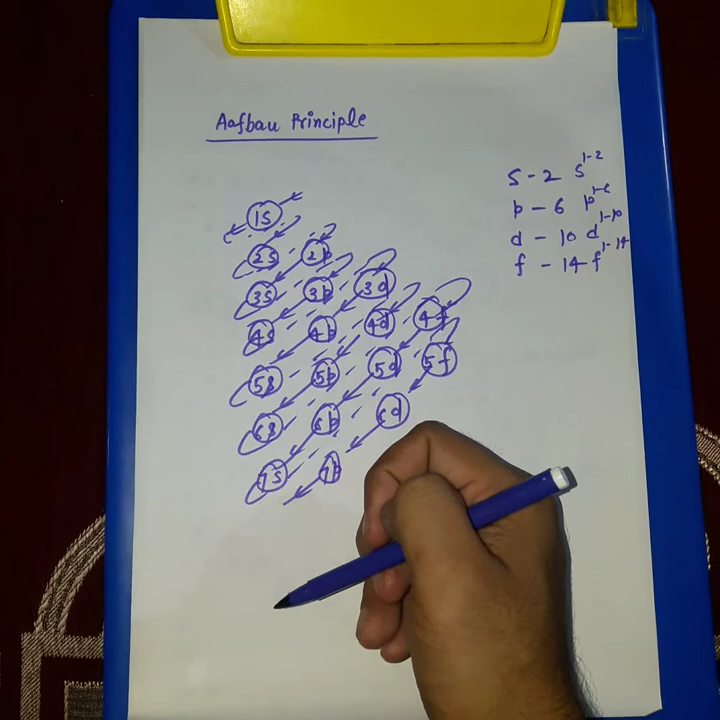 Aafbau Principle
s - 2 s¹⁻²
p - 6 p¹⁻⁶
d - 10 d¹⁻¹⁰
f - 14 f¹⁻¹⁴
1s
2s 2p
3s 3p 3d
4s 4p 4d 4f
5s 5p 5d 5f
6s 6p 6d
7s 7p